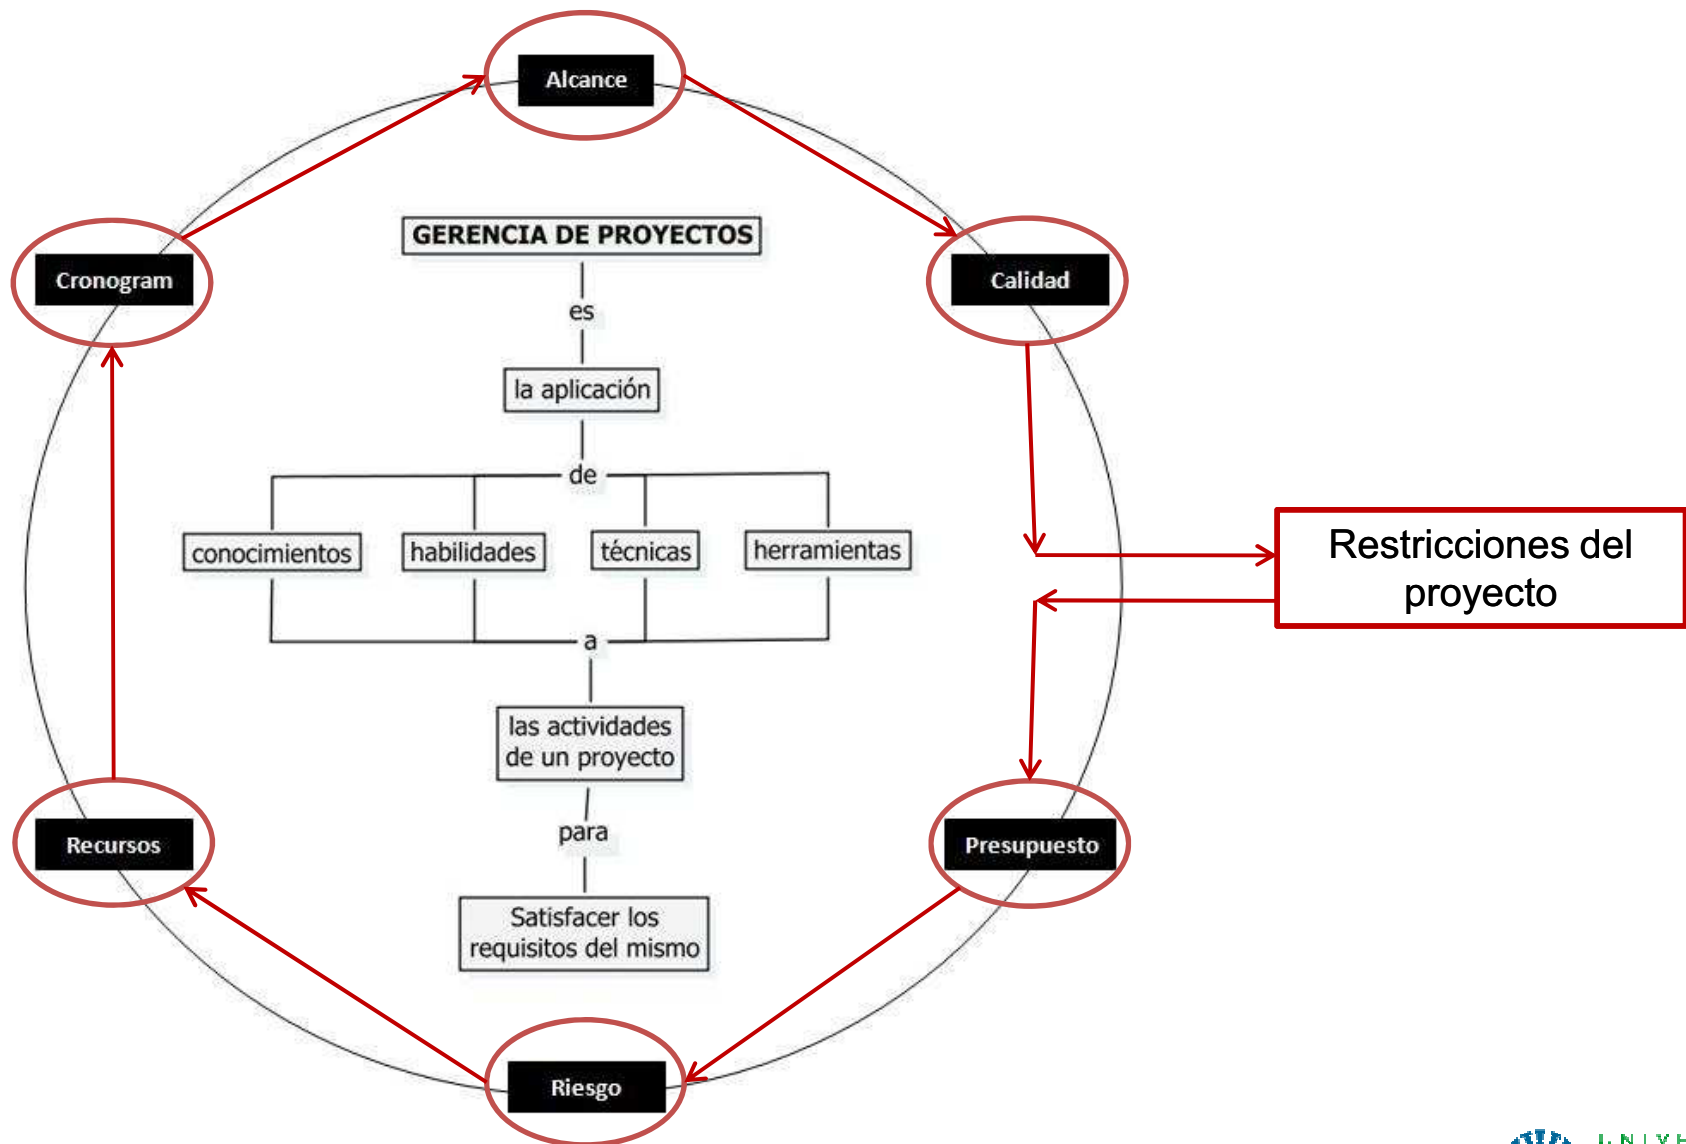 Alcance
GERENCIA DE PROYECTOS
Cronogram
Calidad
es
la aplicación
de
conocimientos
habilidades
técnicas
herramientas
Restricciones del
proyecto
a
las actividades
de un proyecto
para
Recursos
Presupuesto
Satisfacer los
requisitos del mismo
Riesgo